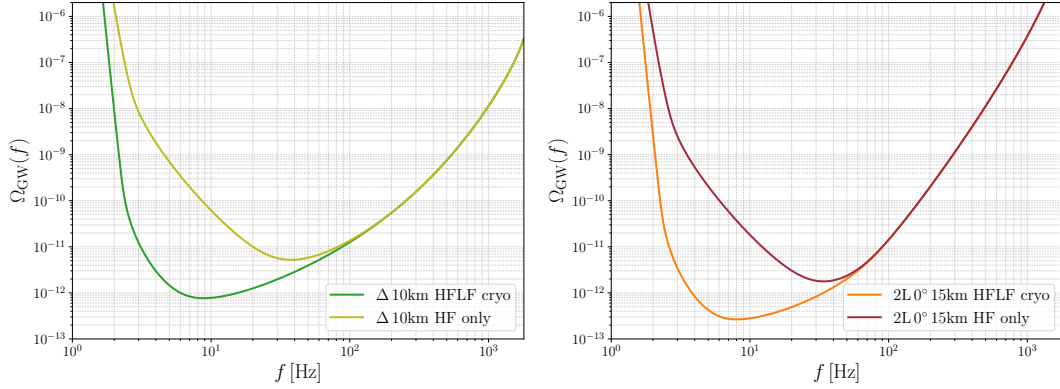 10⁻⁶
10⁻⁷
10⁻⁸
10⁻⁹
10⁻¹⁰
10⁻¹¹
10⁻¹²
10⁻¹³
Ω_GW(f)
Δ 10km HFLF cryo
Δ 10km HF only
10⁰ 10¹ 10² 10³
f [Hz]
10⁻⁶
10⁻⁷
10⁻⁸
10⁻⁹
10⁻¹⁰
10⁻¹¹
10⁻¹²
10⁻¹³
Ω_GW(f)
2L 0° 15km HFLF cryo
2L 0° 15km HF only
10⁰ 10¹ 10² 10³
f [Hz]